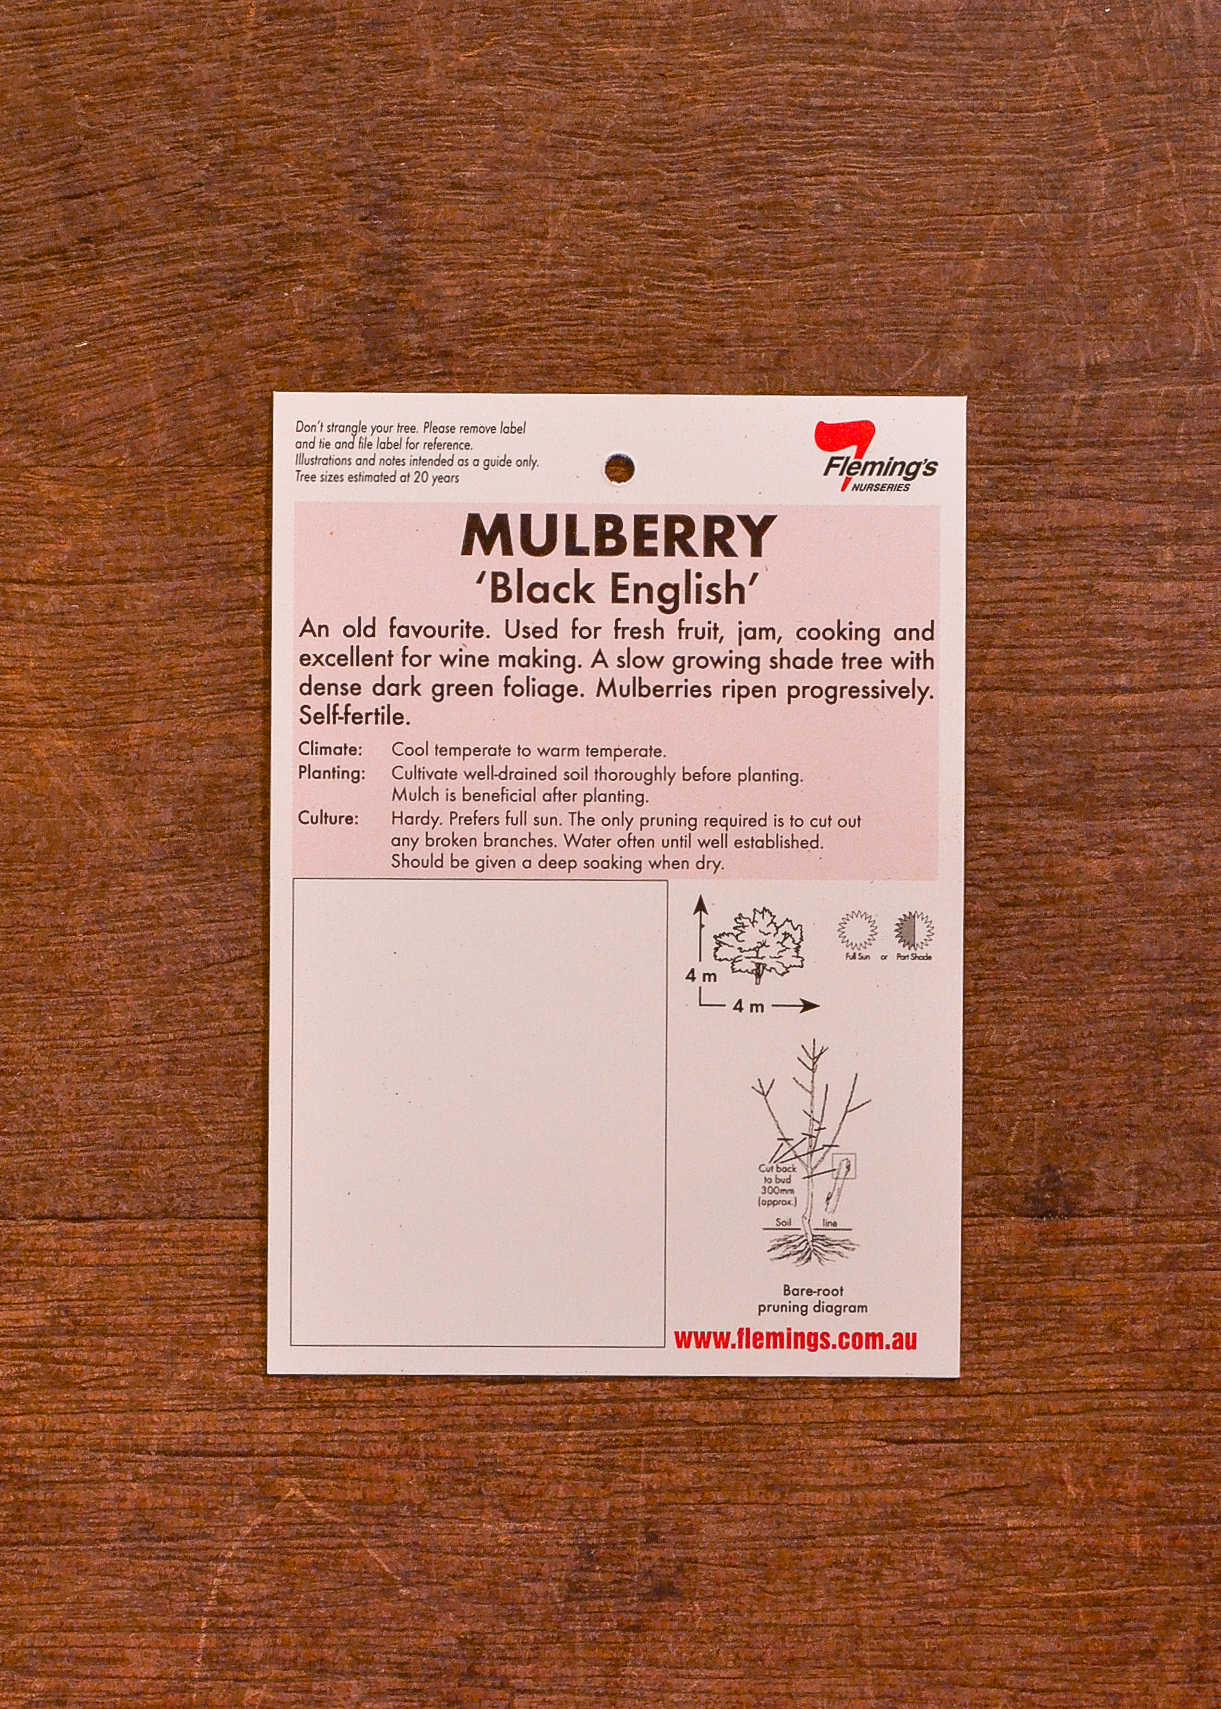 Don't strangle your tree. Please remove label
and tie and file label for reference.
Illustrations and notes intended as a guide only.
Tree sizes estimated at 20 years
Fleming's
NURSERIES
MULBERRY
‘Black English’
An old favourite. Used for fresh fruit, jam, cooking and
excellent for wine making. A slow growing shade tree with
dense dark green foliage. Mulberries ripen progressively.
Self-fertile.
Climate: Cool temperate to warm temperate.
Planting: Cultivate well-drained soil thoroughly before planting.
Mulch is beneficial after planting.
Culture: Hardy. Prefers full sun. The only pruning required is to cut out
any broken branches. Water often until well established.
Should be given a deep soaking when dry.
4 m
4 m
Full Sun or Part Shade
Cut back
to bud
300mm
(approx.)
Soil line
Bare-root
pruning diagram
www.flemings.com.au